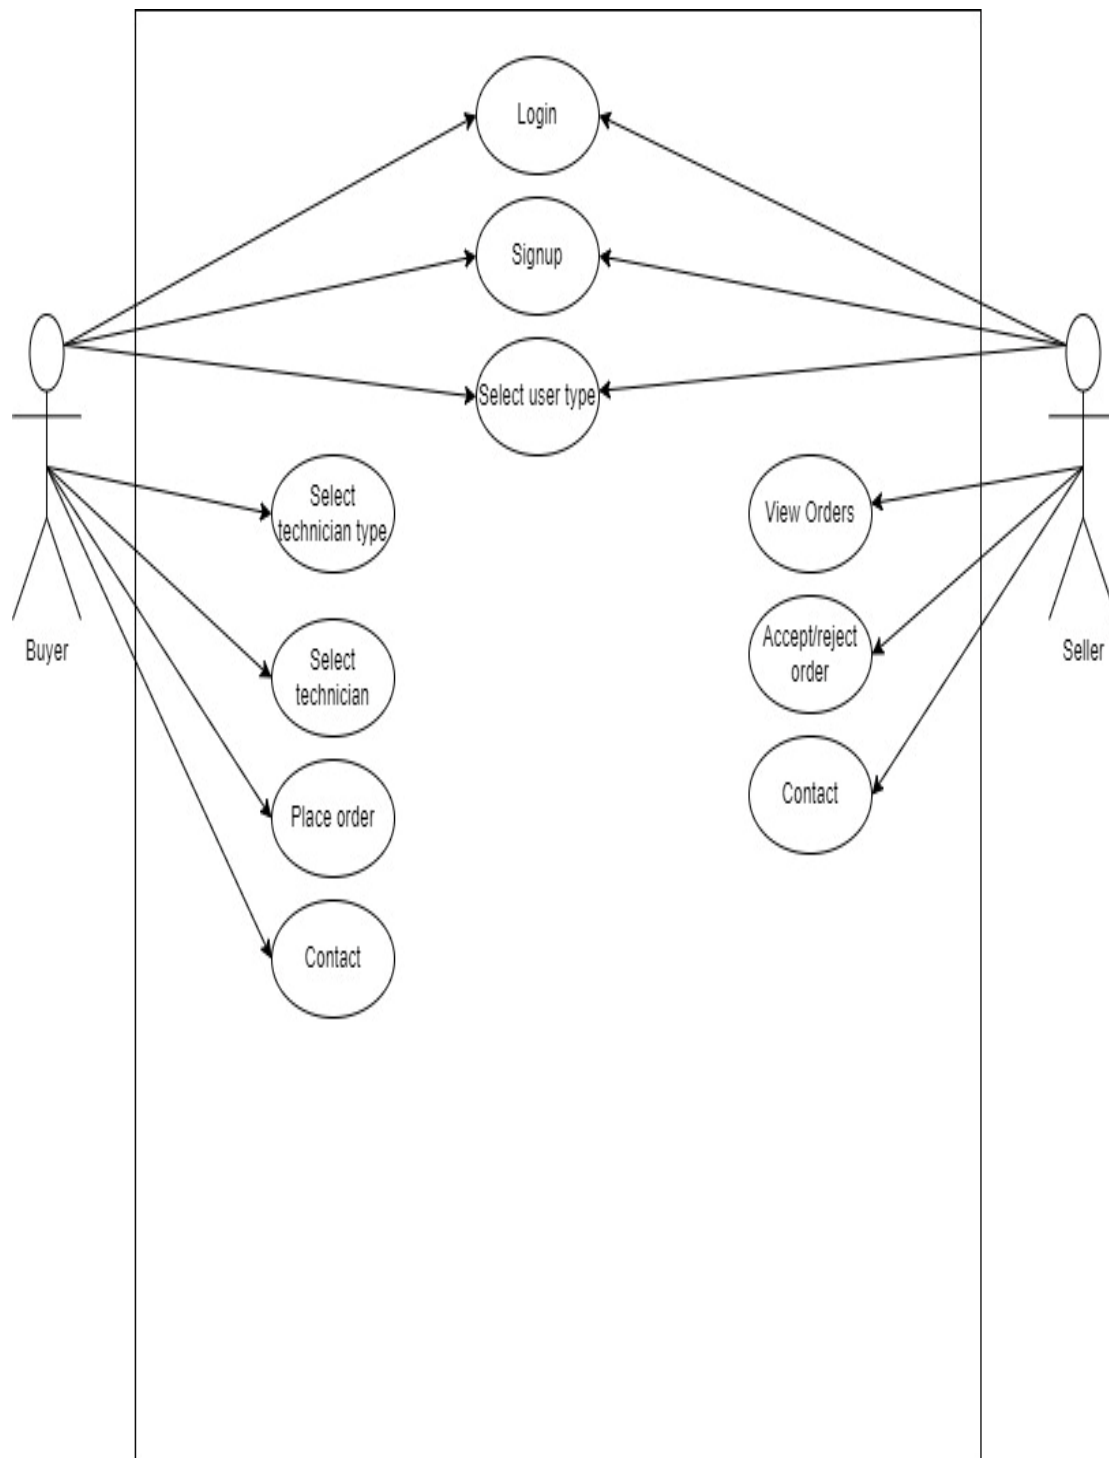 Login
Signup
Select user type
Select
technician type
View Orders
Buyer
Select
technician
Accept/reject
order
Seller
Place order
Contact
Contact